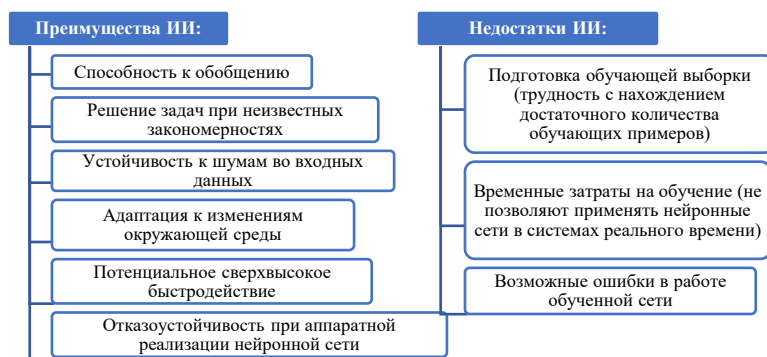 Преимущества ИИ:
Способность к обобщению
Решение задач при неизвестных
закономерностях
Устойчивость к шумам во входных
данных
Адаптация к изменениям
окружающей среды
Потенциальное сверхвысокое
быстродействие
Отказоустойчивость при аппаратной
реализации нейронной сети
Недостатки ИИ:
Подготовка обучающей выборки
(трудность с нахождением
достаточного количества
обучающих примеров)
Временные затраты на обучение (не
позволяют применять нейронные
сети в системах реального времени)
Возможные ошибки в работе
обученной сети